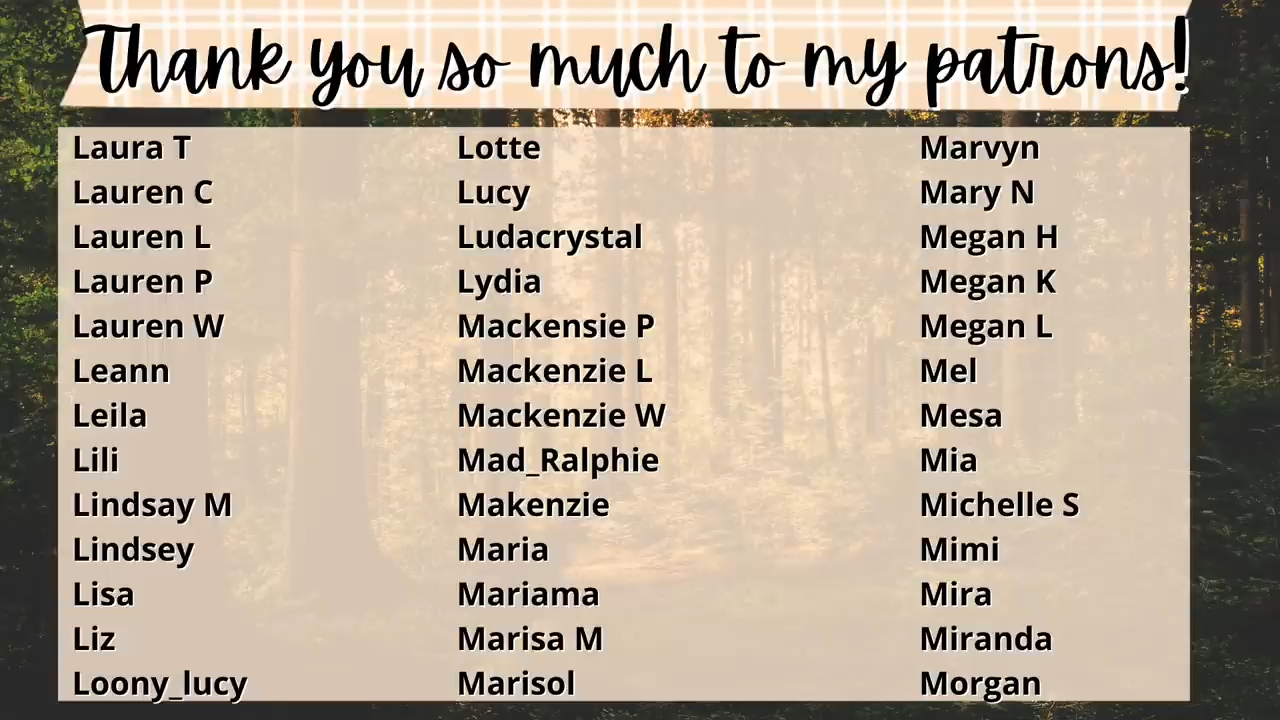 Thank you so much to my patrons!
Laura T
Lauren C
Lauren L
Lauren P
Lauren W
Leann
Leila
Lili
Lindsay M
Lindsey
Lisa
Liz
Loony_lucy
Lotte
Lucy
Ludacrystal
Lydia
Mackensie P
Mackenzie L
Mackenzie W
Mad_Ralphie
Makenzie
Maria
Mariama
Marisa M
Marisol
Marvyn
Mary N
Megan H
Megan K
Megan L
Mel
Mesa
Mia
Michelle S
Mimi
Mira
Miranda
Morgan